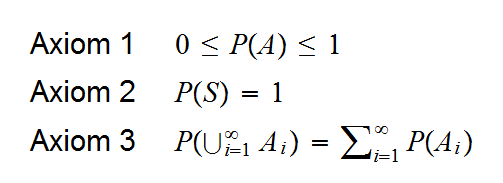 Axiom 1 0 ≤ P(A) ≤ 1
Axiom 2 P(S) = 1
Axiom 3 P(∪_{i=1}^{∞} A_i) = ∑_{i=1}^{∞} P(A_i)